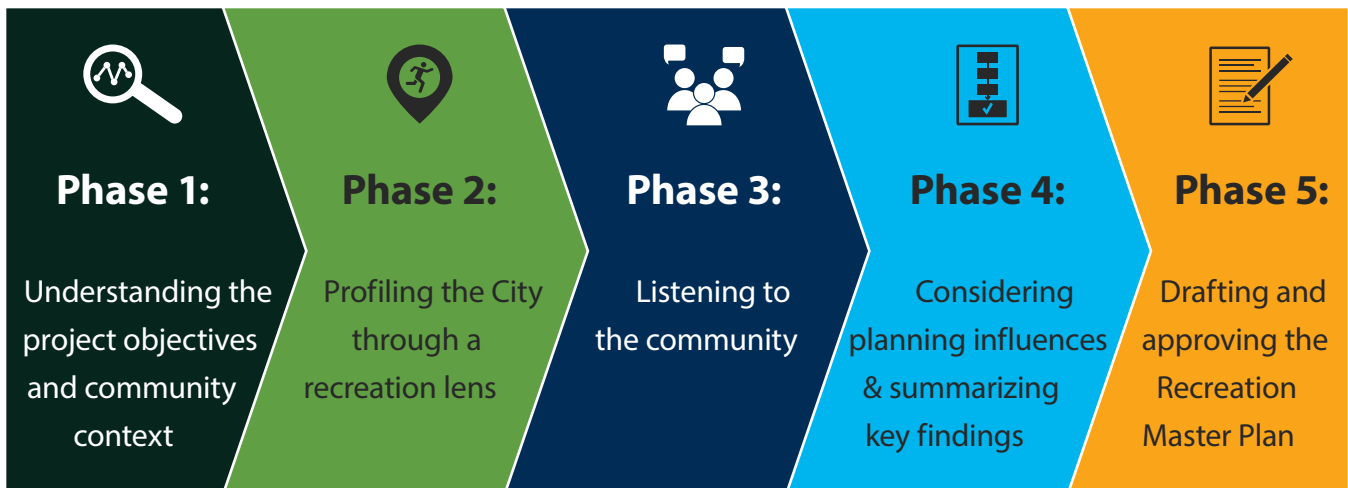 Phase 1:
Understanding the
project objectives
and community
context
Phase 2:
Profiling the City
through a
recreation lens
Phase 3:
Listening to
the community
Phase 4:
Considering
planning influences
& summarizing
key findings
Phase 5:
Drafting and
approving the
Recreation
Master Plan